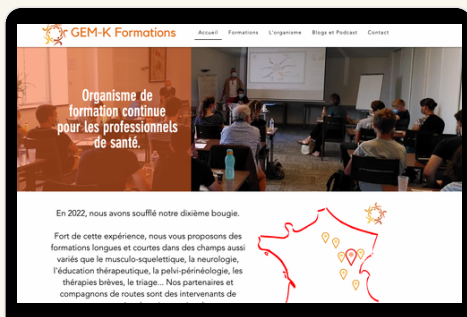 GEM-K Formations
Accueil Formations L'organisme Blogs et Podcast Contact
Organisme de
formation continue
pour les professionnels
de santé.
En 2022, nous avons soufflé notre dixième bougie.
Fort de cette expérience, nous vous proposons des
formations longues et courtes dans des champs aussi
variés que le musculo-squelettique, la neurologie,
l'éducation thérapeutique, la pelvi-périnéologie, les
thérapies brèves, le triage... Nos partenaires et
compagnons de routes sont des intervenants de